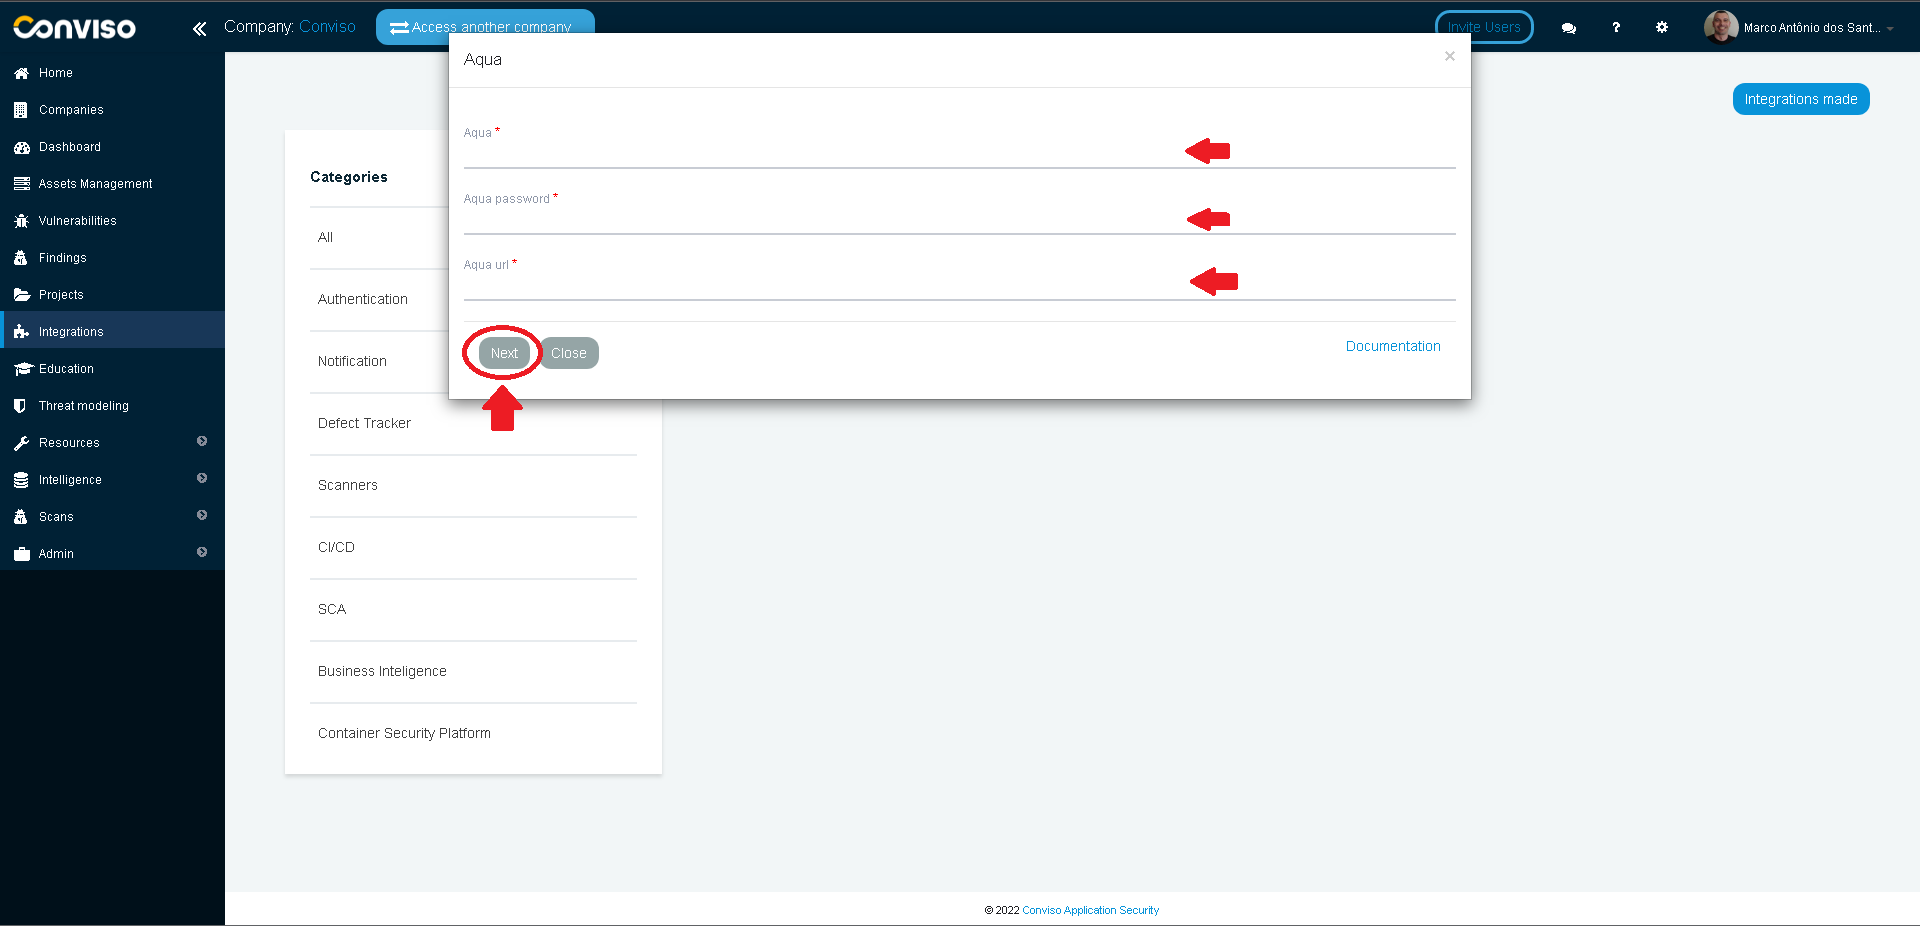 Conviso
Company: Conviso
Access another company
Invite Users
?
Marco Antônio dos Sant...
Home
Companies
Dashboard
Assets Management
Vulnerabilities
Findings
Projects
Integrations
Education
Threat modeling
Resources
Intelligence
Scans
Admin
Integrations made
Categories
All
Authentication
Notification
Defect Tracker
Scanners
CI/CD
SCA
Business Inteligence
Container Security Platform
Aqua
×
Aqua *
Aqua password *
Aqua url *
Next
Close
Documentation
© 2022 Conviso Application Security